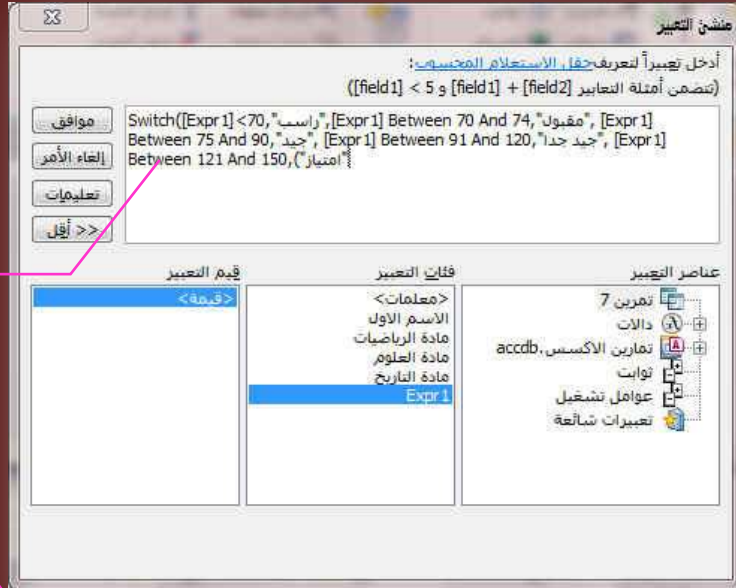 منشئ التعبير
أدخل تعبيراً لتعريف حقل الاستعلام المحسوب:
(تتضمن أمثلة التعابير [field1] + [field2] و [field1] < 5)
Switch([Expr1]<70,"راسب",[Expr1] Between 70 And 74,"مقبول", [Expr1]
Between 75 And 90,"جيد", [Expr1] Between 91 And 120,"جيد جدا", [Expr1]
Between 121 And 150,"امتياز")
موافق
إلغاء الأمر
تعليمات
<< أقل
عناصر التعبير
فئات التعبير
قيم التعبير
تمرين 7
دالات
تمارين الاكسس.accdb
ثوابت
عوامل تشغيل
تعبيرات شائعة
<معلمات>
الاسم الاول
مادة الرياضيات
مادة العلوم
مادة التاريخ
Expr1
<قيمة>